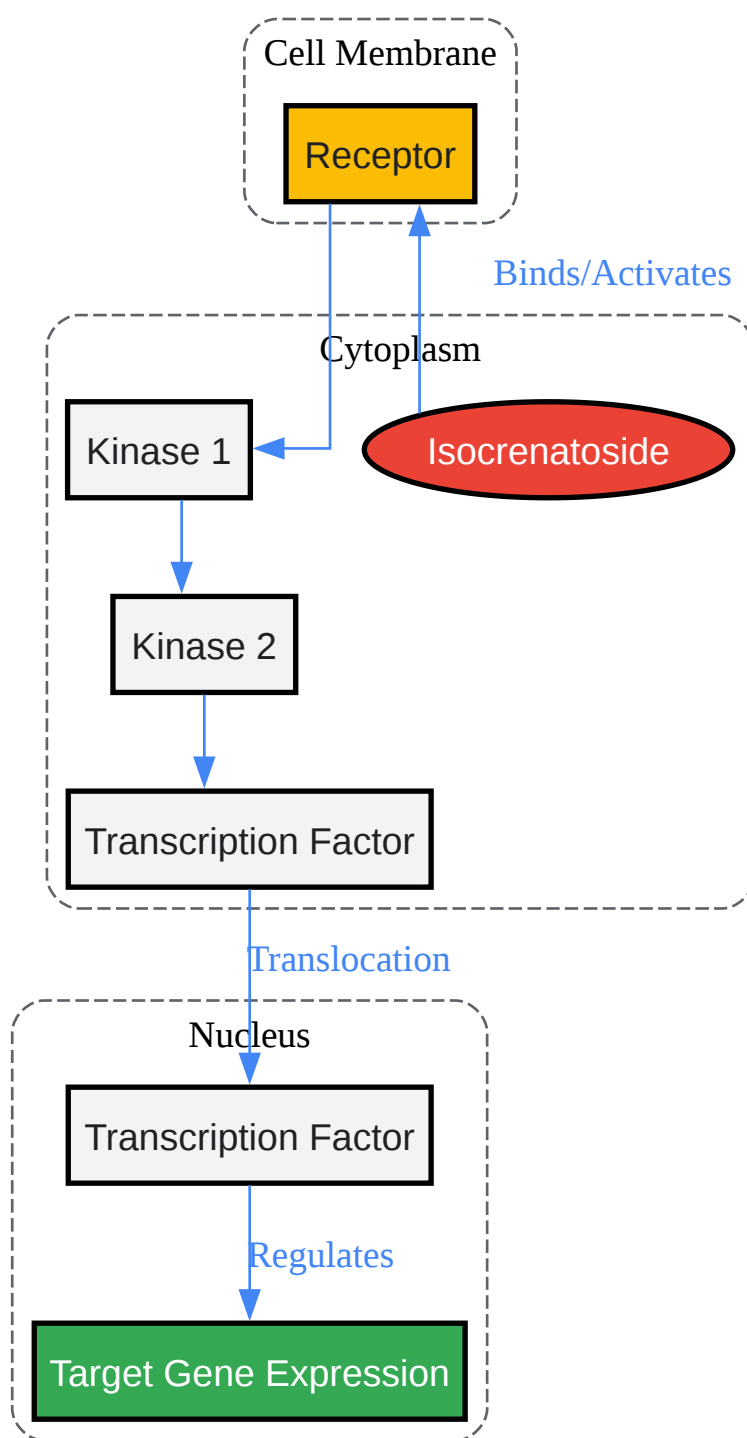 Cell Membrane
Receptor
Binds/Activates
Cytoplasm
Kinase 1
Isocrenatoside
Kinase 2
Transcription Factor
Translocation
Nucleus
Transcription Factor
Regulates
Target Gene Expression